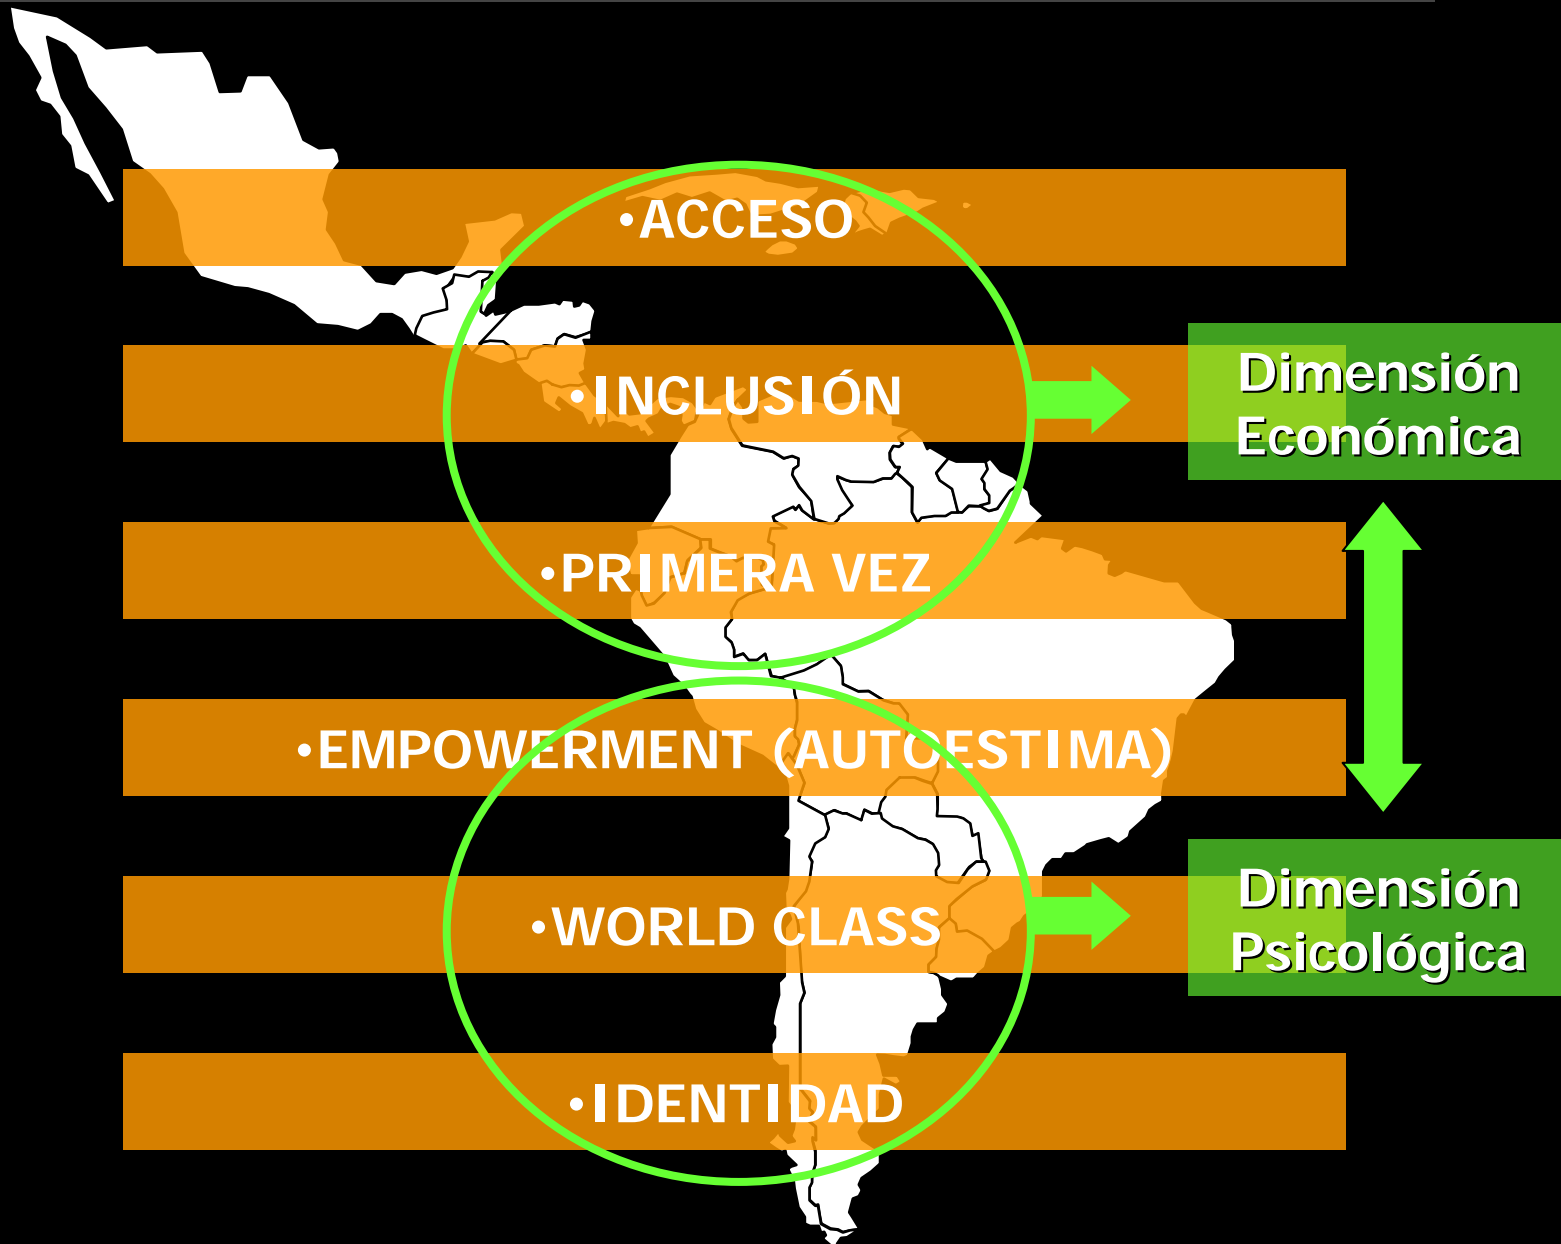 •ACCESO
•INCLUSIÓN
Dimensión
Económica
•PRIMERA VEZ
•EMPOWERMENT (AUTOESTIMA)
•WORLD CLASS
Dimensión
Psicológica
•IDENTIDAD